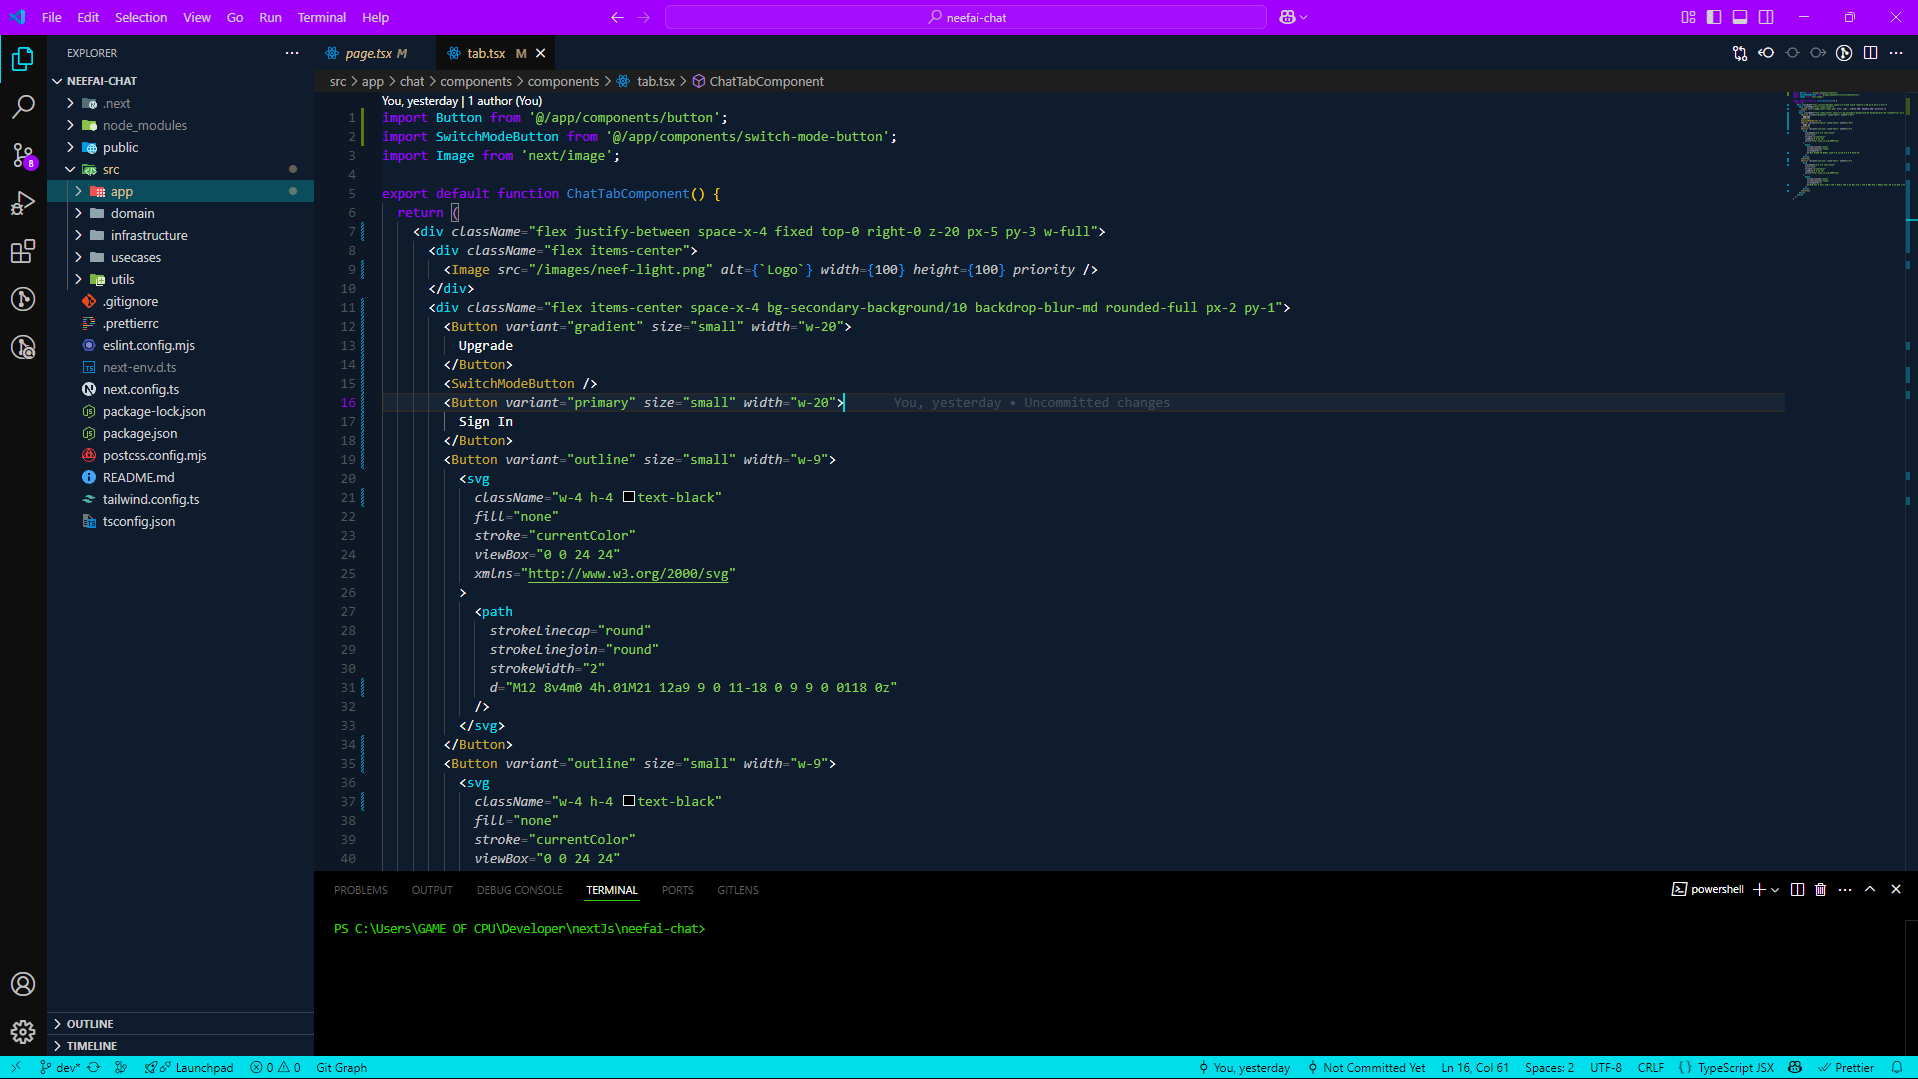 File Edit Selection View Go Run Terminal Help
neefai-chat
EXPLORER
NEEFAI-CHAT
.next
node_modules
public
src
app
domain
infrastructure
usecases
utils
.gitignore
.prettierrc
eslint.config.mjs
next-env.d.ts
next.config.ts
package-lock.json
package.json
postcss.config.mjs
README.md
tailwind.config.ts
tsconfig.json
OUTLINE
TIMELINE
8
page.tsx M
tab.tsx M
src > app > chat > components > components > tab.tsx > ChatTabComponent
You, yesterday | 1 author (You)
1 import Button from '@/app/components/button';
2 import SwitchModeButton from '@/app/components/switch-mode-button';
3 import Image from 'next/image';
4
5 export default function ChatTabComponent() {
6 return (
7 <div className="flex justify-between space-x-4 fixed top-0 right-0 z-20 px-5 py-3 w-full">
8 <div className="flex items-center">
9 <Image src="/images/neef-light.png" alt={`Logo`} width={100} height={100} priority />
10 </div>
11 <div className="flex items-center space-x-4 bg-secondary-background/10 backdrop-blur-md rounded-full px-2 py-1">
12 <Button variant="gradient" size="small" width="w-20">
13 Upgrade
14 </Button>
15 <SwitchModeButton />
16 <Button variant="primary" size="small" width="w-20"> You, yesterday • Uncommitted changes
17 Sign In
18 </Button>
19 <Button variant="outline" size="small" width="w-9">
20 <svg
21 className="w-4 h-4 text-black"
22 fill="none"
23 stroke="currentColor"
24 viewBox="0 0 24 24"
25 xmlns="http://www.w3.org/2000/svg"
26 >
27 <path
28 strokeLinecap="round"
29 strokeLinejoin="round"
30 strokeWidth="2"
31 d="M12 8v4m0 4h.01M21 12a9 9 0 11-18 0 9 9 0 0118 0z"
32 />
33 </svg>
34 </Button>
35 <Button variant="outline" size="small" width="w-9">
36 <svg
37 className="w-4 h-4 text-black"
38 fill="none"
39 stroke="currentColor"
40 viewBox="0 0 24 24"
PROBLEMS OUTPUT DEBUG CONSOLE TERMINAL PORTS GITLENS
powershell
PS C:\Users\GAME OF CPU\Developer\nextJs\neefai-chat>
dev* Launchpad 0 0 Git Graph
You, yesterday Not Committed Yet Ln 16, Col 61 Spaces: 2 UTF-8 CRLF {} TypeScript JSX Prettier